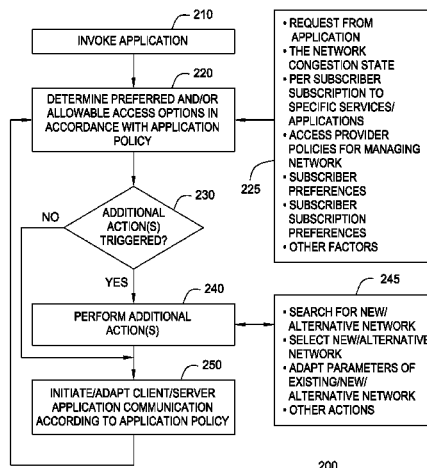 210
INVOKE APPLICATION
220
DETERMINE PREFERRED AND/OR
ALLOWABLE ACCESS OPTIONS IN
ACCORDANCE WITH APPLICATION
POLICY
• REQUEST FROM
APPLICATION
• THE NETWORK
CONGESTION STATE
• PER SUBSCRIBER
SUBSCRIPTION TO
SPECIFIC SERVICES/
APPLICATIONS
• ACCESS PROVIDER
POLICIES FOR MANAGING
NETWORK
• SUBSCRIBER
PREFERENCES
• SUBSCRIBER
SUBSCRIPTION
PREFERENCES
• OTHER FACTORS
225
230
NO
ADDITIONAL
ACTION(S)
TRIGGERED?
YES
240
PERFORM ADDITIONAL
ACTION(S)
245
• SEARCH FOR NEW/
ALTERNATIVE NETWORK
• SELECT NEW/ALTERNATIVE
NETWORK
• ADAPT PARAMETERS OF
EXISTING/NEW/
ALTERNATIVE NETWORK
• OTHER ACTIONS
250
INITIATE/ADAPT CLIENT/SERVER
APPLICATION COMMUNICATION
ACCORDING TO APPLICATION POLICY
200